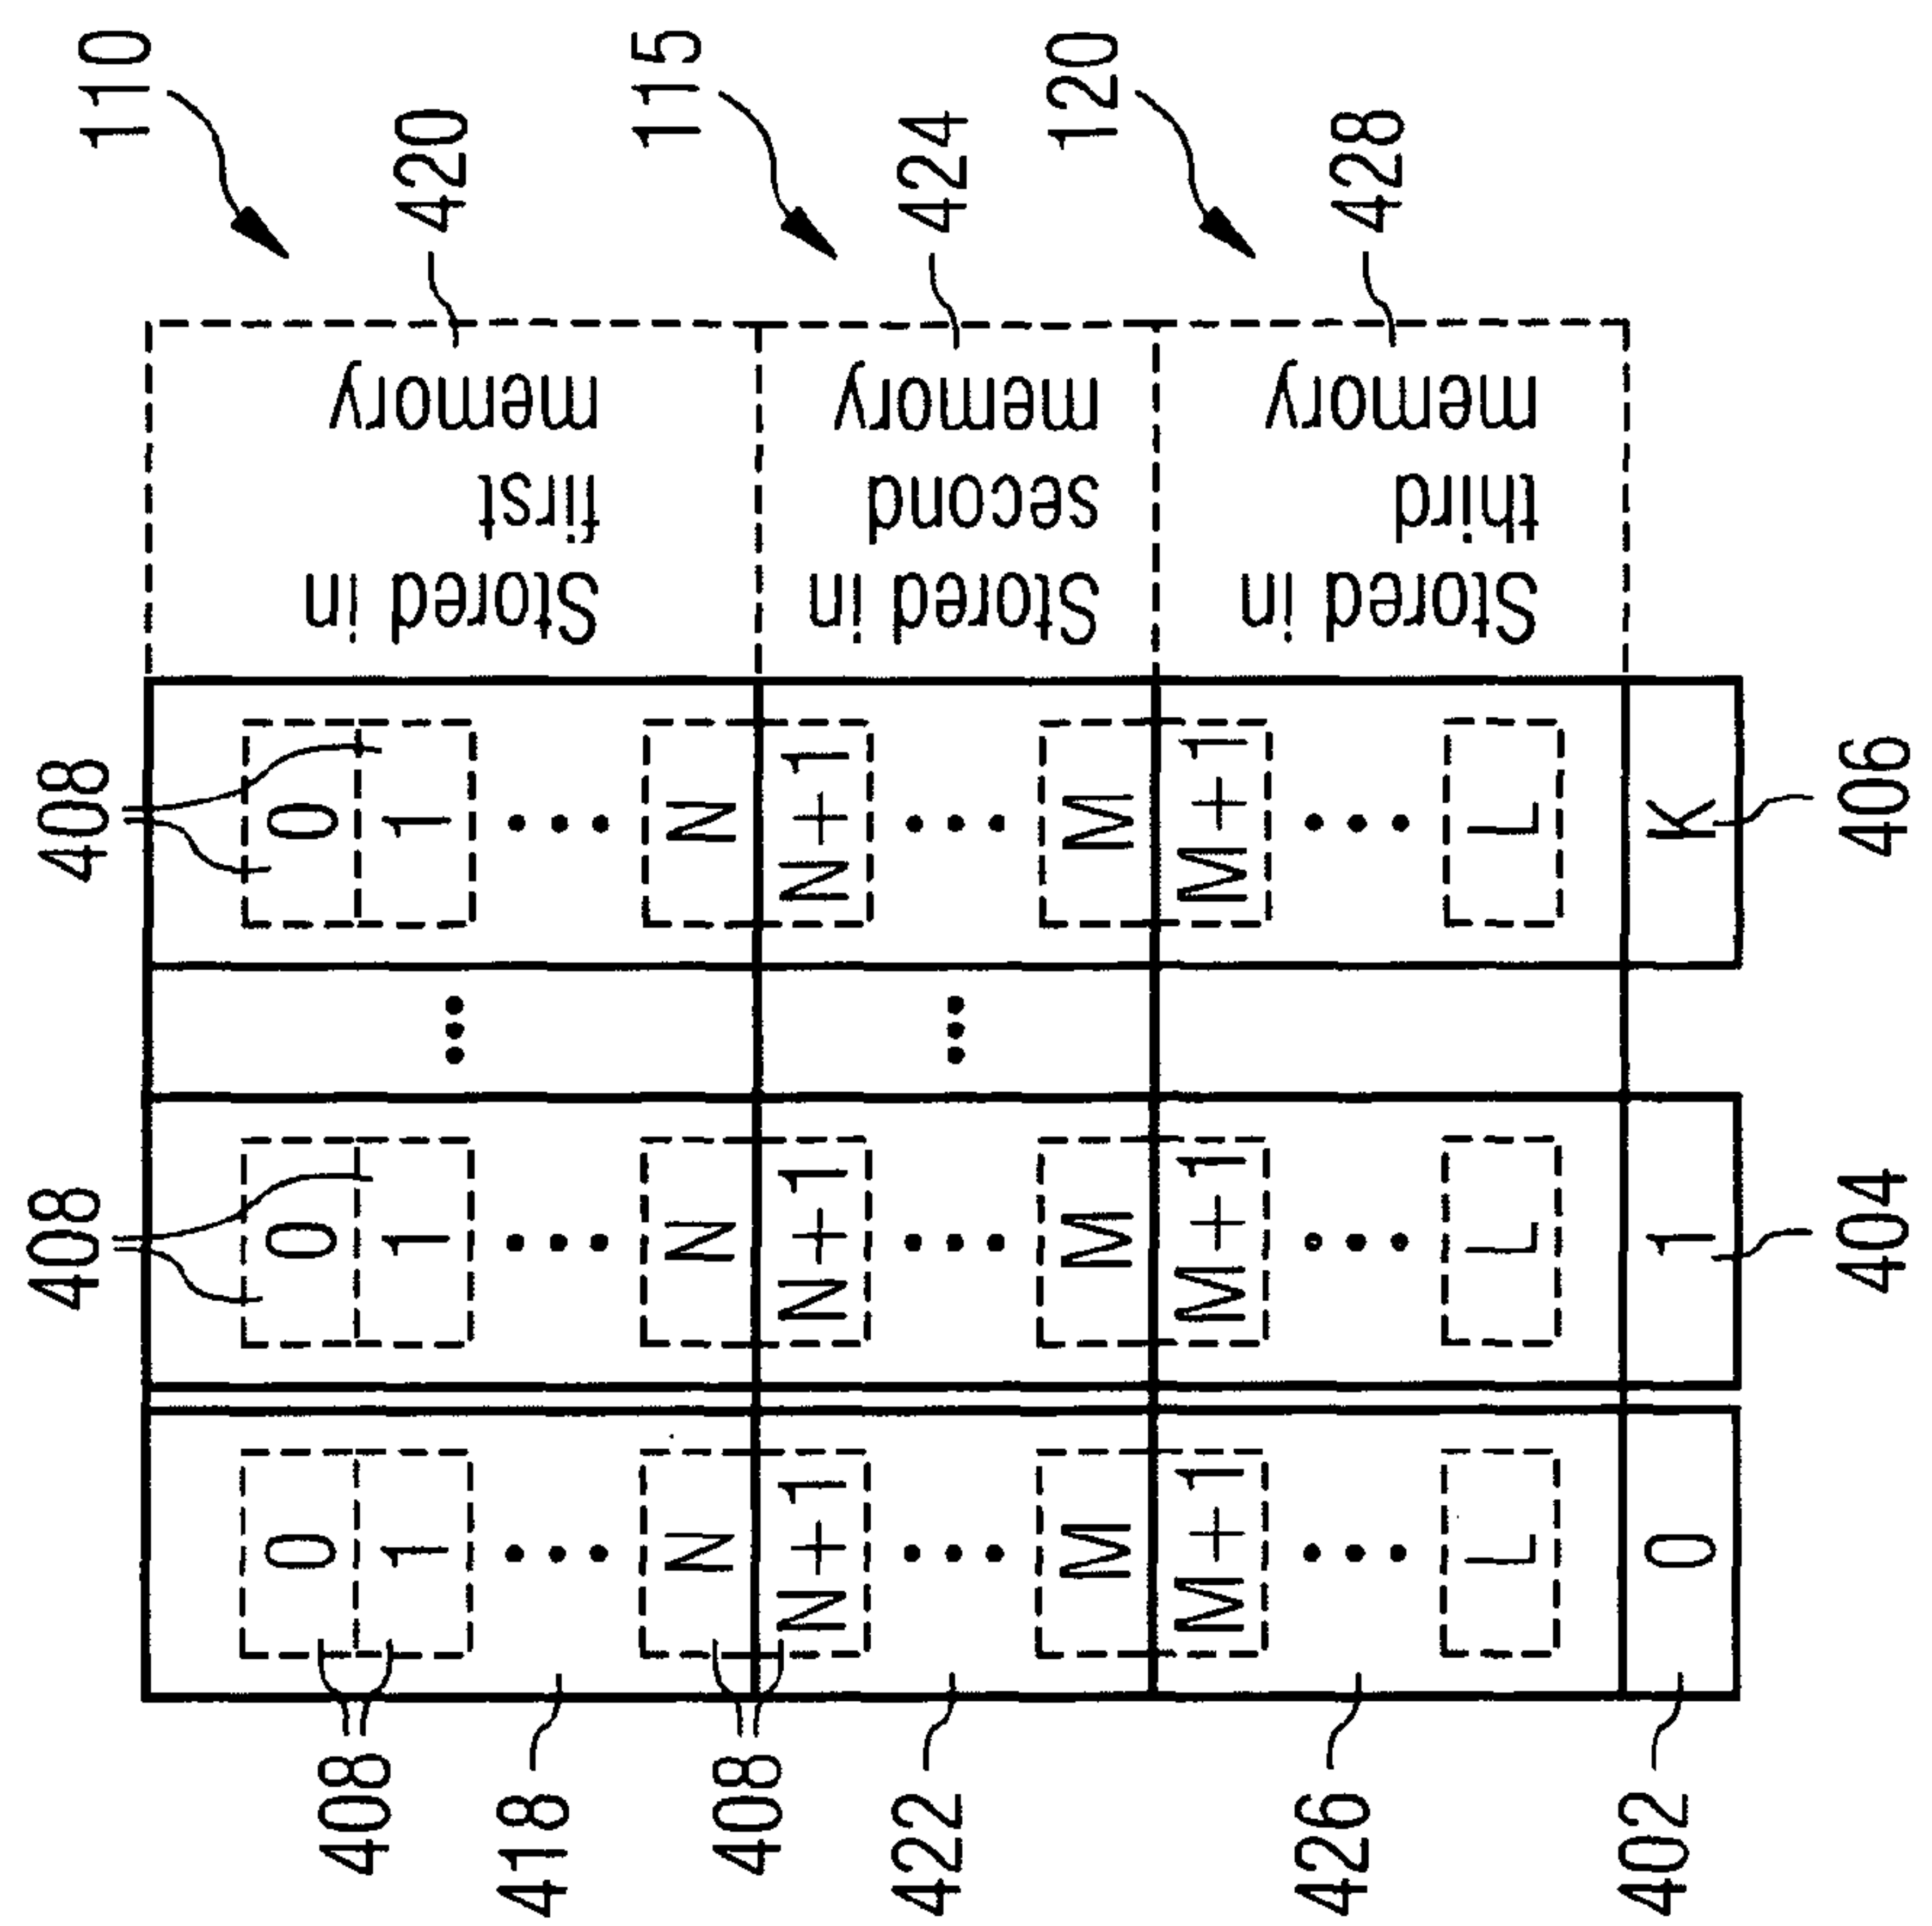 408 408 110
0 0 0
408 1 1 1 420
418
Stored in
first
memory
115
N N N
408
N+1 N+1 N+1
422 424
Stored in
second
memory
120
M M M
M+1 M+1 M+1
426 428
Stored in
third
memory
L L L
402 0 1 K
404 406